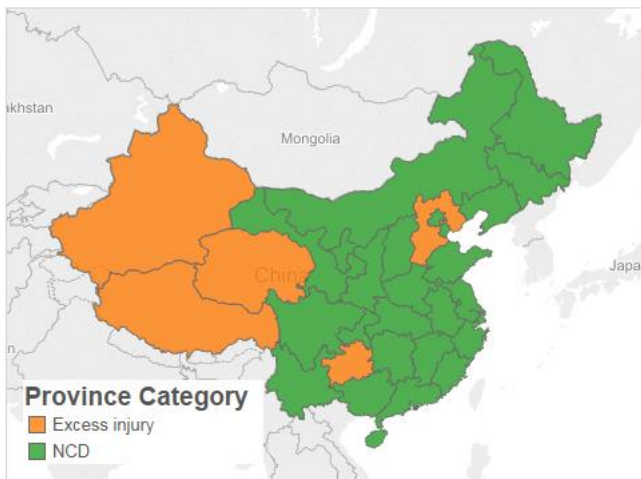 akhstan
Mongolia
China
Japa
n
Province Category
Excess injury
NCD